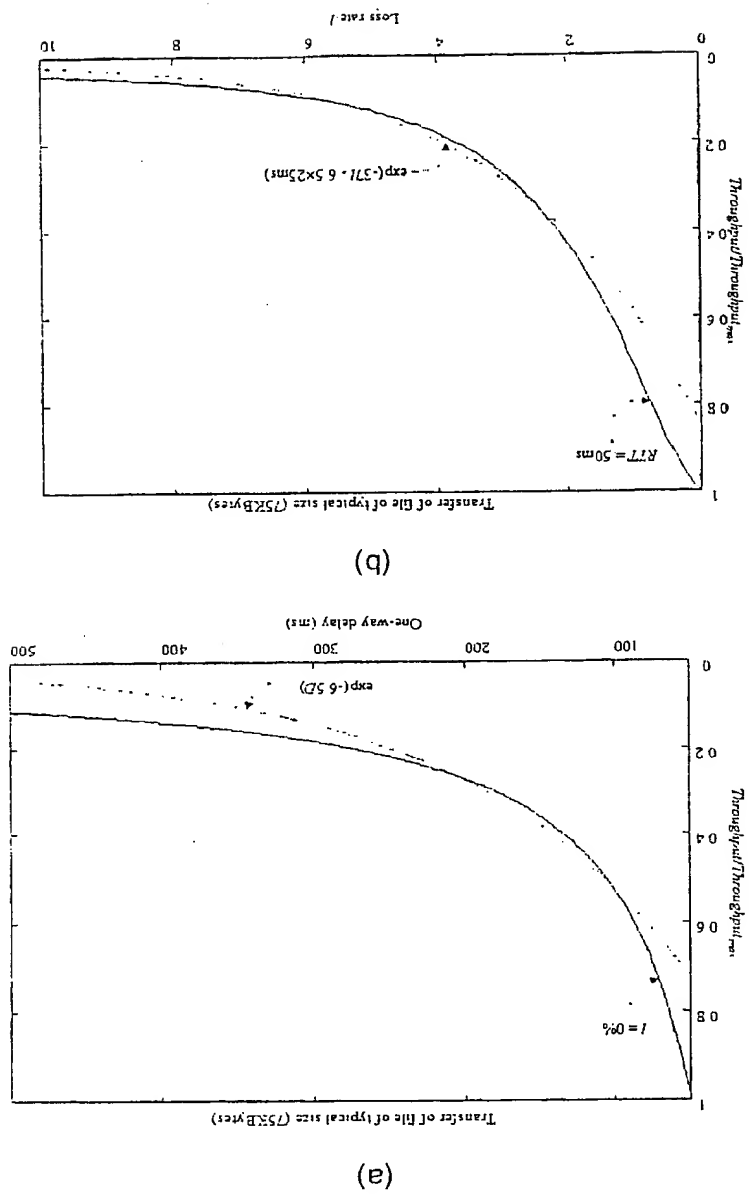 (a)
Transfer of file of typical size (75KBytes)
1
0 8
0 6
0 4
0 2
0
Throughput/Throughput
l = 0%
exp(-6 5D)
100
200
300
400
500
One-way delay (ms)
(b)
Transfer of file of typical size (75KBytes)
1
0 8
0 6
0 4
0 2
0
Throughput/Throughput
RTT = 50ms
exp(-37l - 6 5×25ms)
0
2
4
6
8
10
Loss rate l